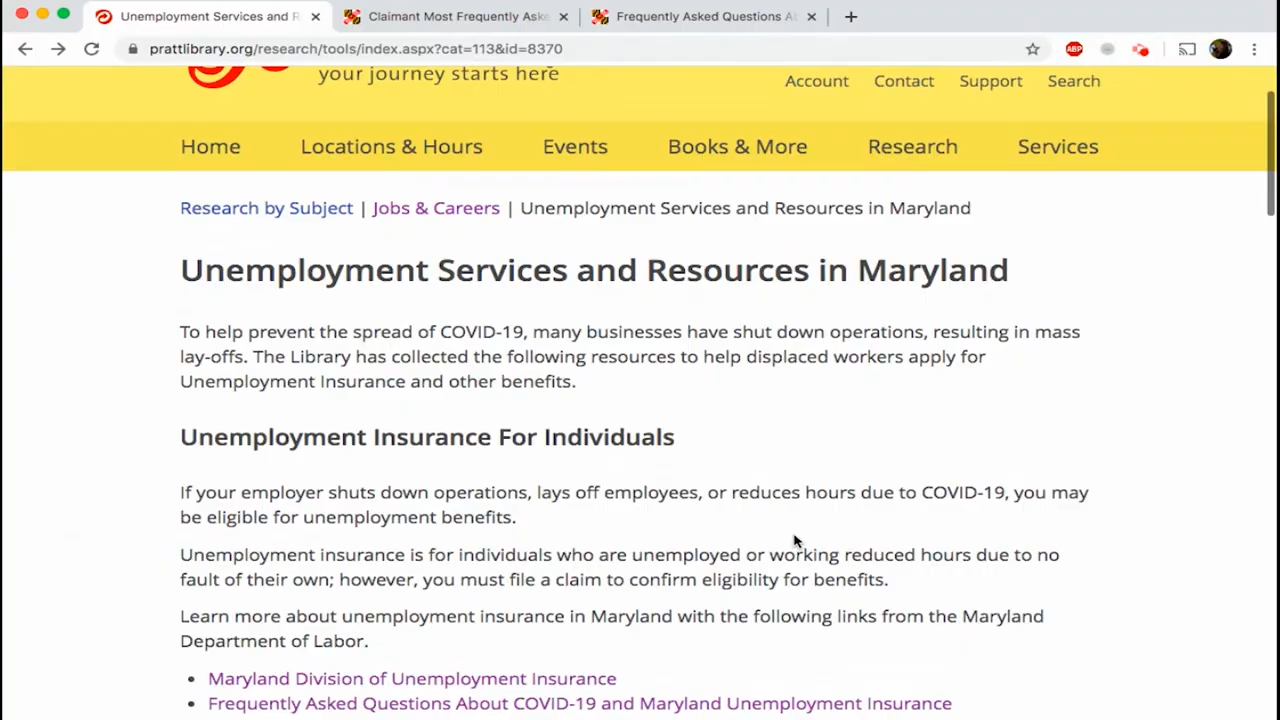 Unemployment Services and R
Claimant Most Frequently Aske
Frequently Asked Questions Ab
prattlibrary.org/research/tools/index.aspx?cat=113&id=8370
ABP
your journey starts here
Account Contact Support Search
Home Locations & Hours Events Books & More Research Services
Research by Subject | Jobs & Careers | Unemployment Services and Resources in Maryland
Unemployment Services and Resources in Maryland
To help prevent the spread of COVID-19, many businesses have shut down operations, resulting in mass
lay-offs. The Library has collected the following resources to help displaced workers apply for
Unemployment Insurance and other benefits.
Unemployment Insurance For Individuals
If your employer shuts down operations, lays off employees, or reduces hours due to COVID-19, you may
be eligible for unemployment benefits.
Unemployment insurance is for individuals who are unemployed or working reduced hours due to no
fault of their own; however, you must file a claim to confirm eligibility for benefits.
Learn more about unemployment insurance in Maryland with the following links from the Maryland
Department of Labor.
• Maryland Division of Unemployment Insurance
• Frequently Asked Questions About COVID-19 and Maryland Unemployment Insurance